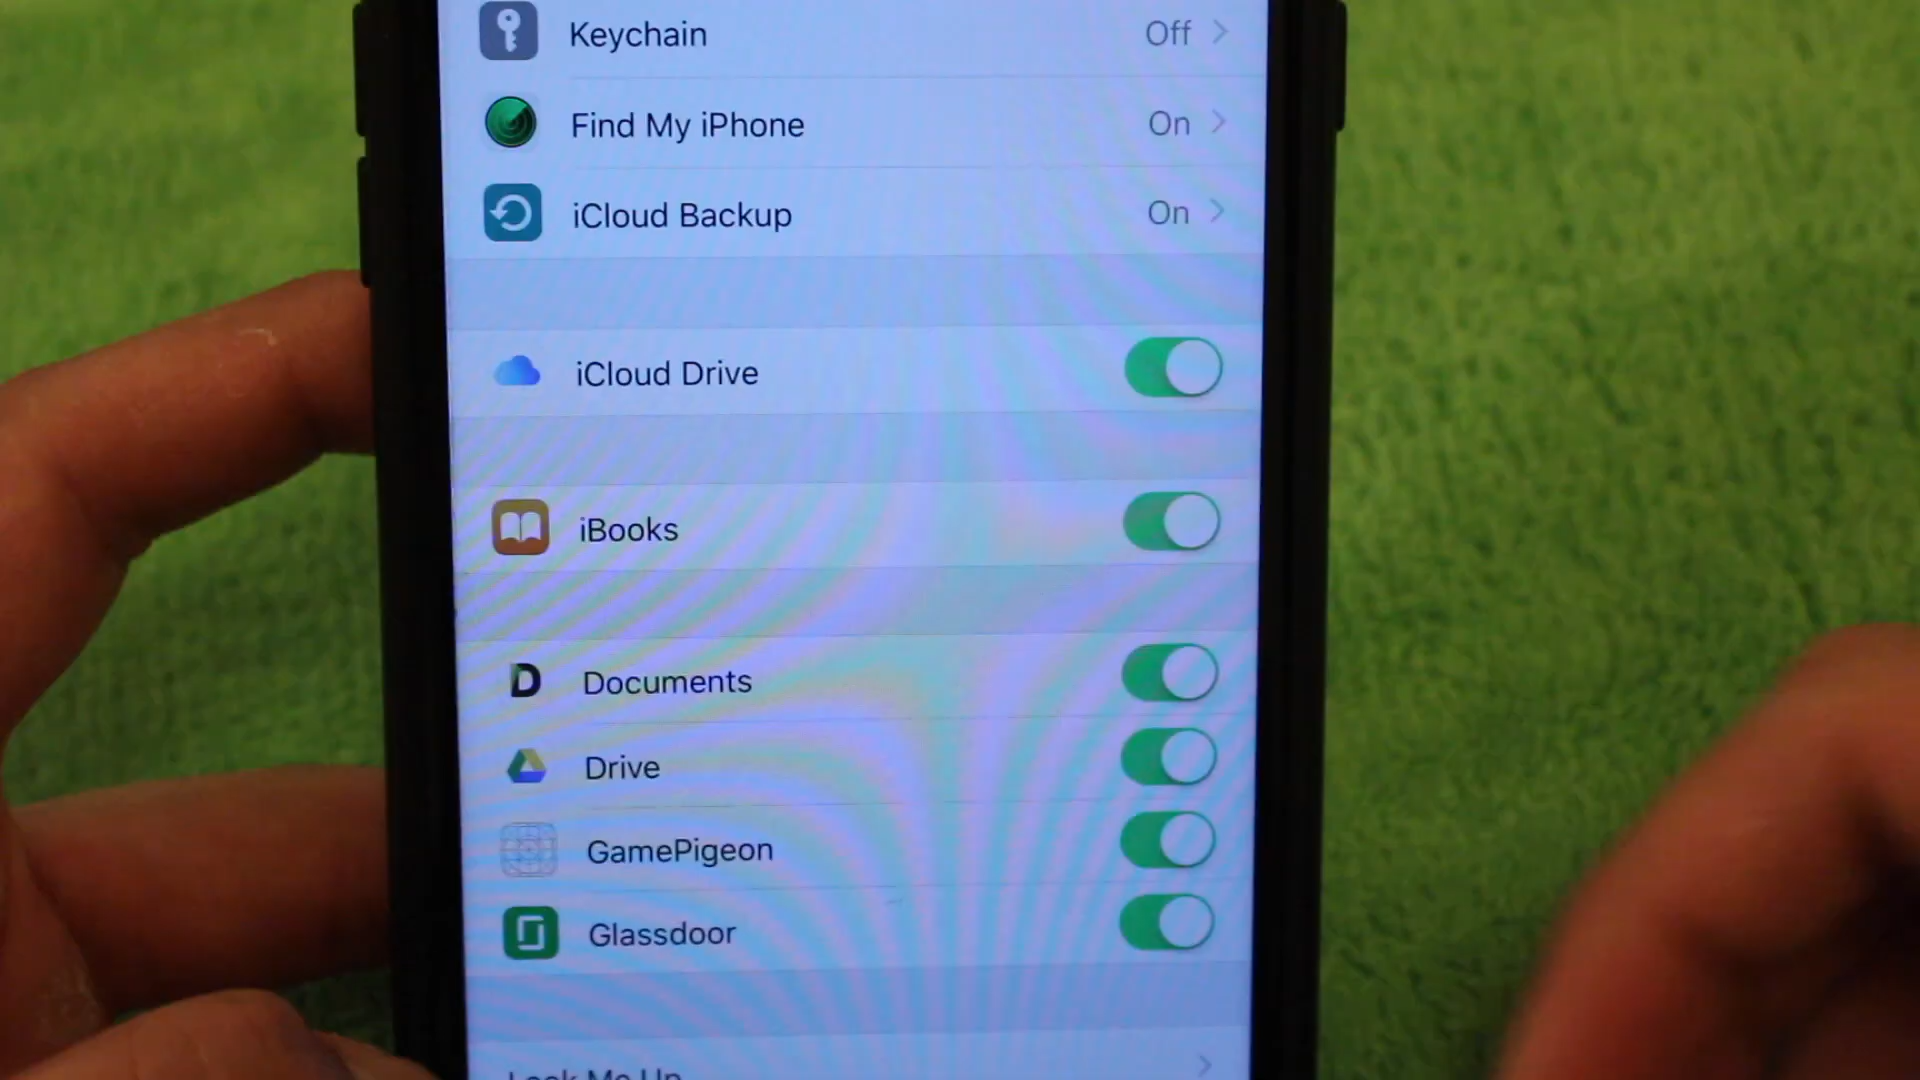 Keychain Off
Find My iPhone On
iCloud Backup On
iCloud Drive
iBooks
D Documents
Drive
GamePigeon
Glassdoor
Look Me Up